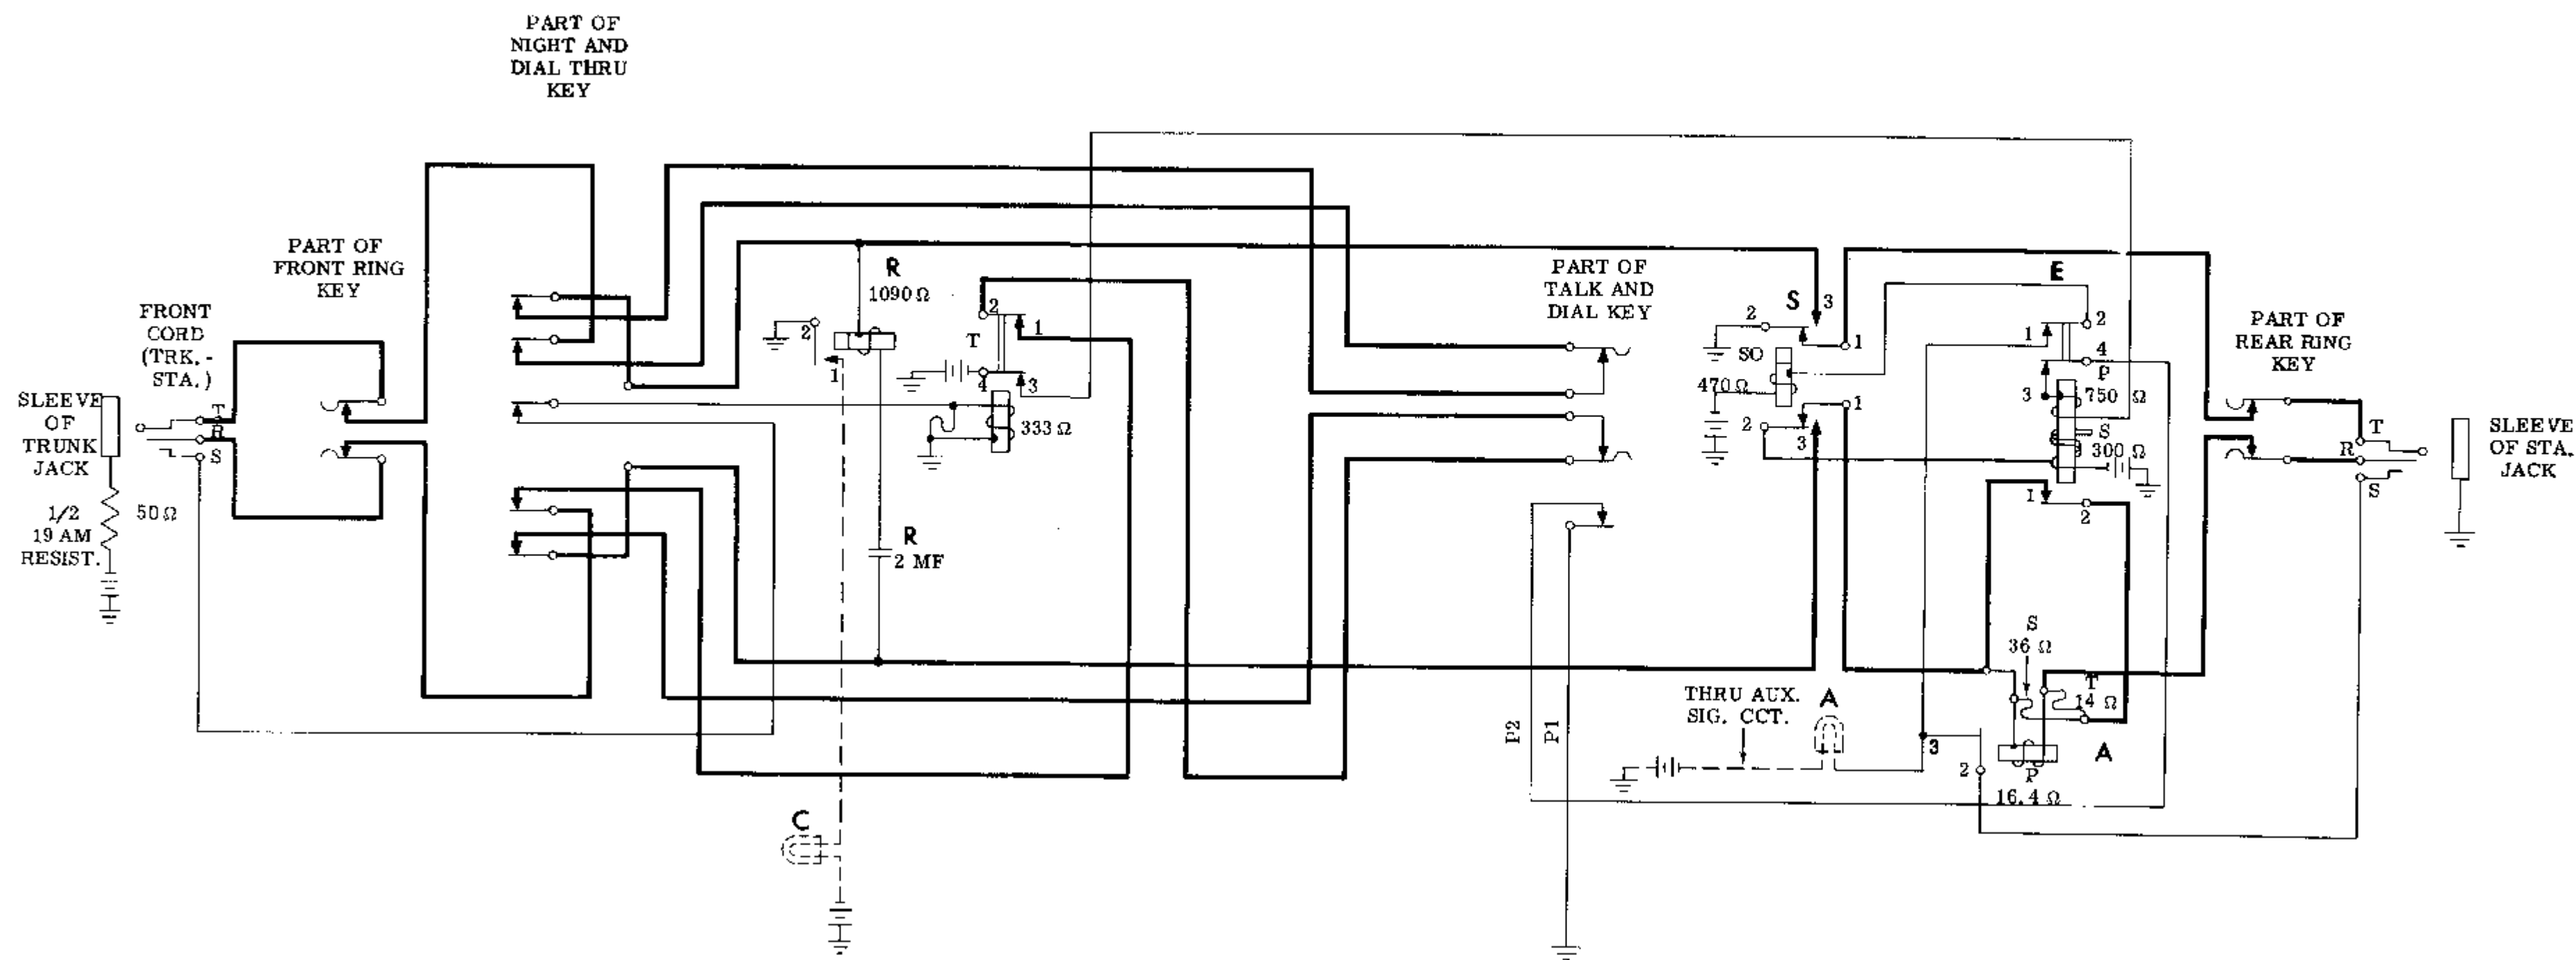 PART OF
NIGHT AND
DIAL THRU
KEY
PART OF
FRONT RING
KEY
FRONT
CORD
(TRK. -
STA.)
SLEEVE
OF
TRUNK
JACK
T
R
S
1/2
19 AM
RESIST.
50 Ω
R
1090 Ω
2
1
T
2
1
4
3
333 Ω
R
2 MF
C
PART OF
TALK AND
DIAL KEY
P2
P1
S
3
2
1
SO
470 Ω
1
2
3
E
1
2
4
P
3
750 Ω
S
300 Ω
1
2
S
36 Ω
T
14 Ω
THRU AUX.
SIG. CCT.
A
3
2
P
16.4 Ω
A
PART OF
REAR RING
KEY
T
R
S
SLEEVE
OF STA.
JACK